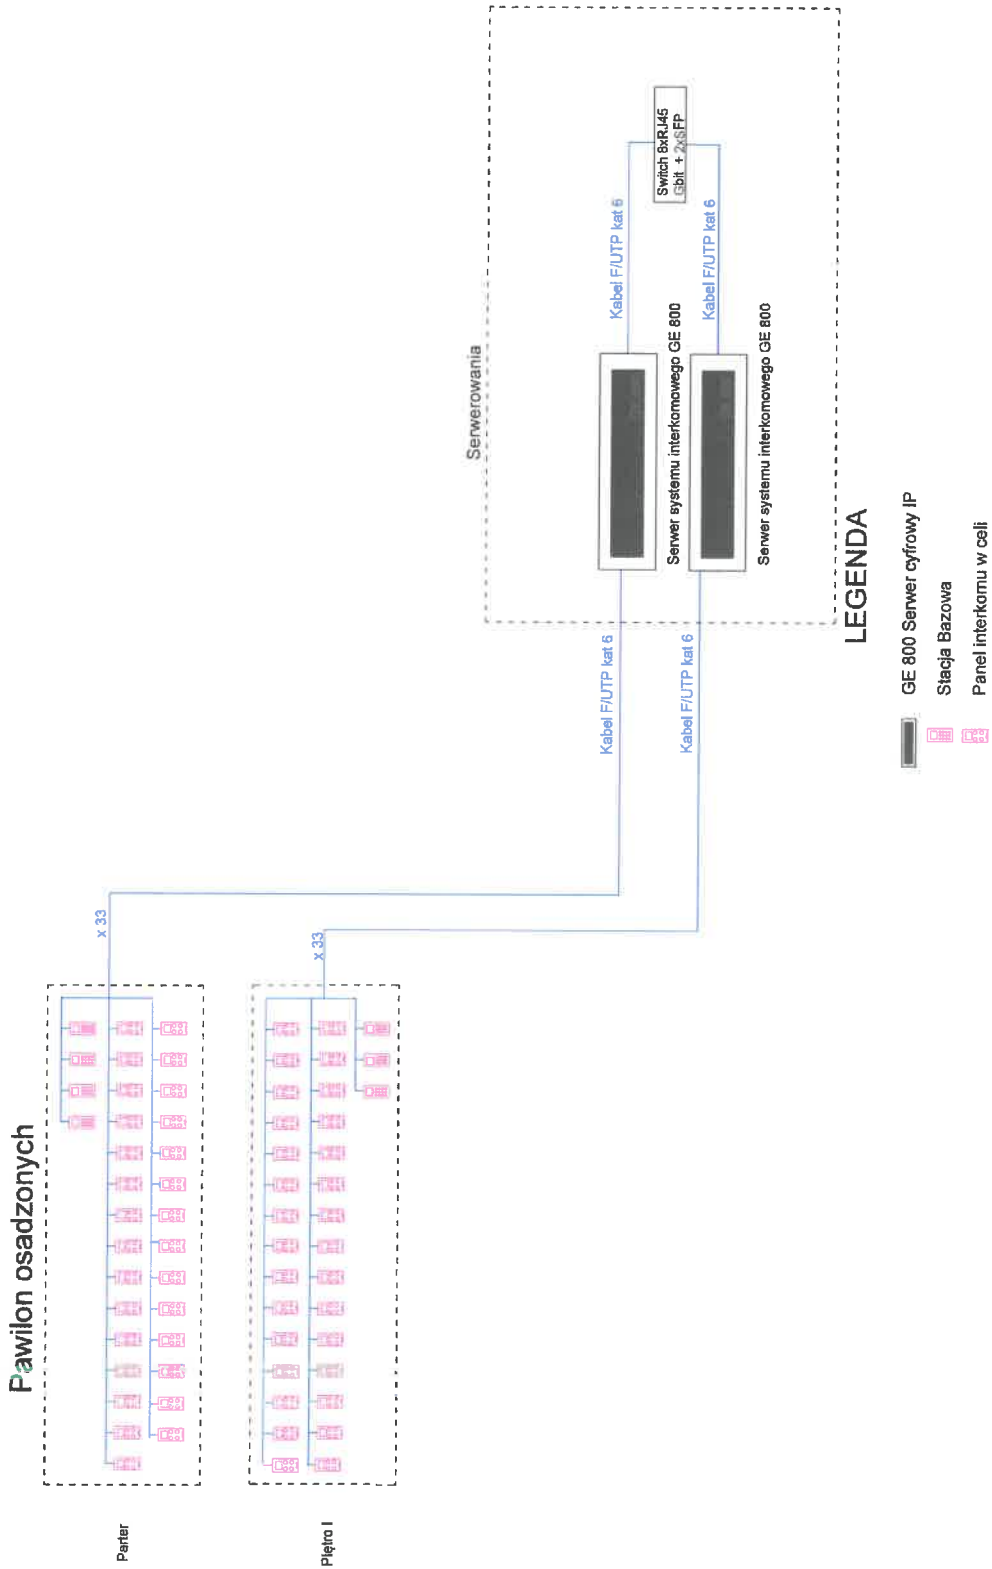 Pawilon osadzonych
Parter
x 33
Piętro I
x 33
Kabel F/UTP kat 6
Kabel F/UTP kat 6
Serwerowania
Kabel F/UTP kat 6
Serwer systemu interkomowego GE 800
Kabel F/UTP kat 6
Serwer systemu interkomowego GE 800
Switch 8xRJ45
Gbit + 2xSFP
LEGENDA
GE 800 Serwer cyfrowy IP
Stacja Bazowa
Panel interkomu w celi